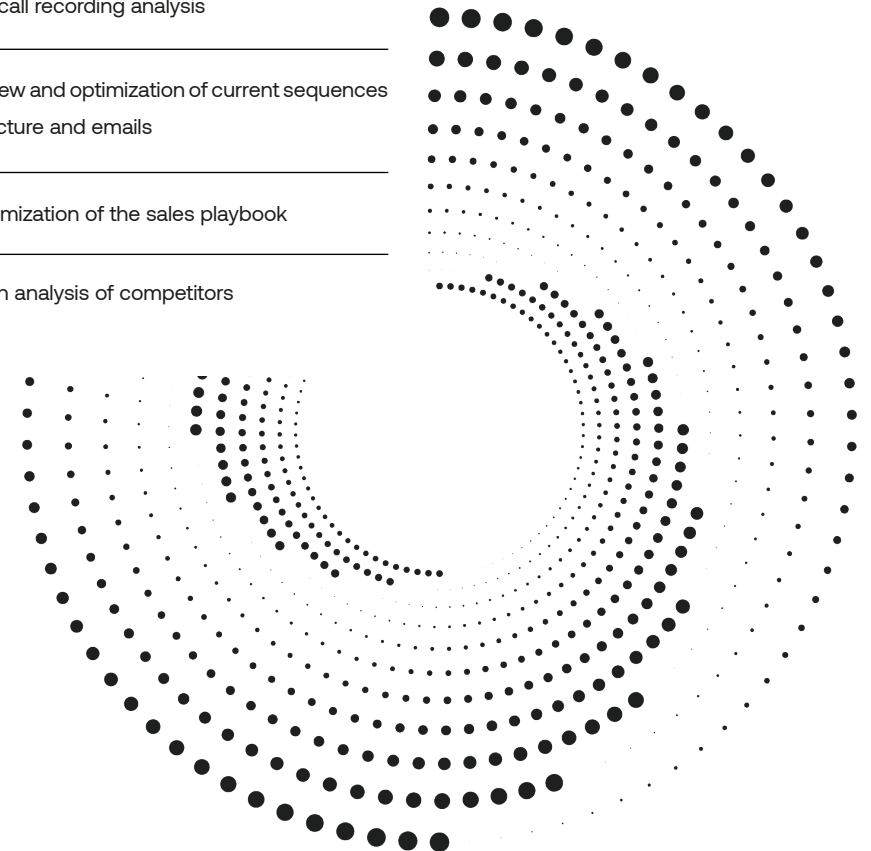 call recording analysis
ew and optimization of current sequences
cture and emails
mization of the sales playbook
n analysis of competitors